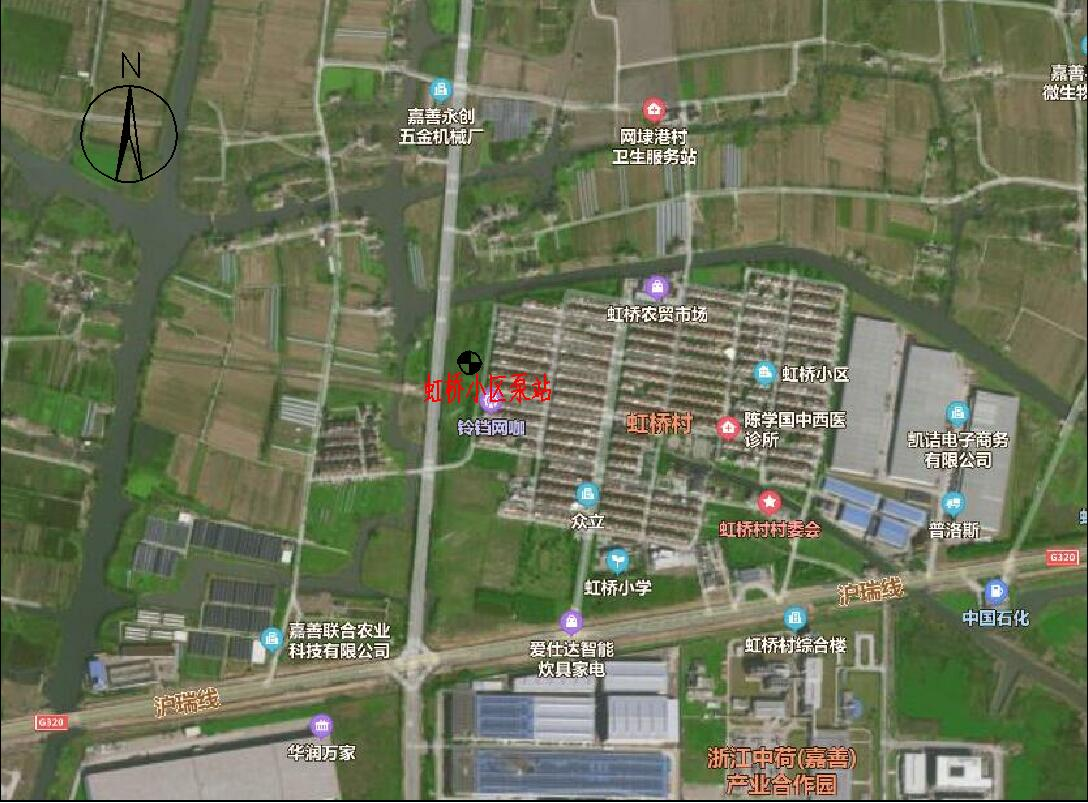 N
嘉善永创
五金机械厂
网埭港村
卫生服务站
嘉善
微生物
虹桥农贸市场
虹桥小区
虹桥小区泵站
铃铛网咖
虹桥村
陈学国中西医
诊所
凯诘电子商务
有限公司
众立
虹桥村村委会
普洛斯
虹桥小学
G320
沪瑞线
中国石化
嘉善联合农业
科技有限公司
爱仕达智能
炊具家电
虹桥村综合楼
沪瑞线
G320
华润万家
浙江中荷(嘉善)
产业合作园